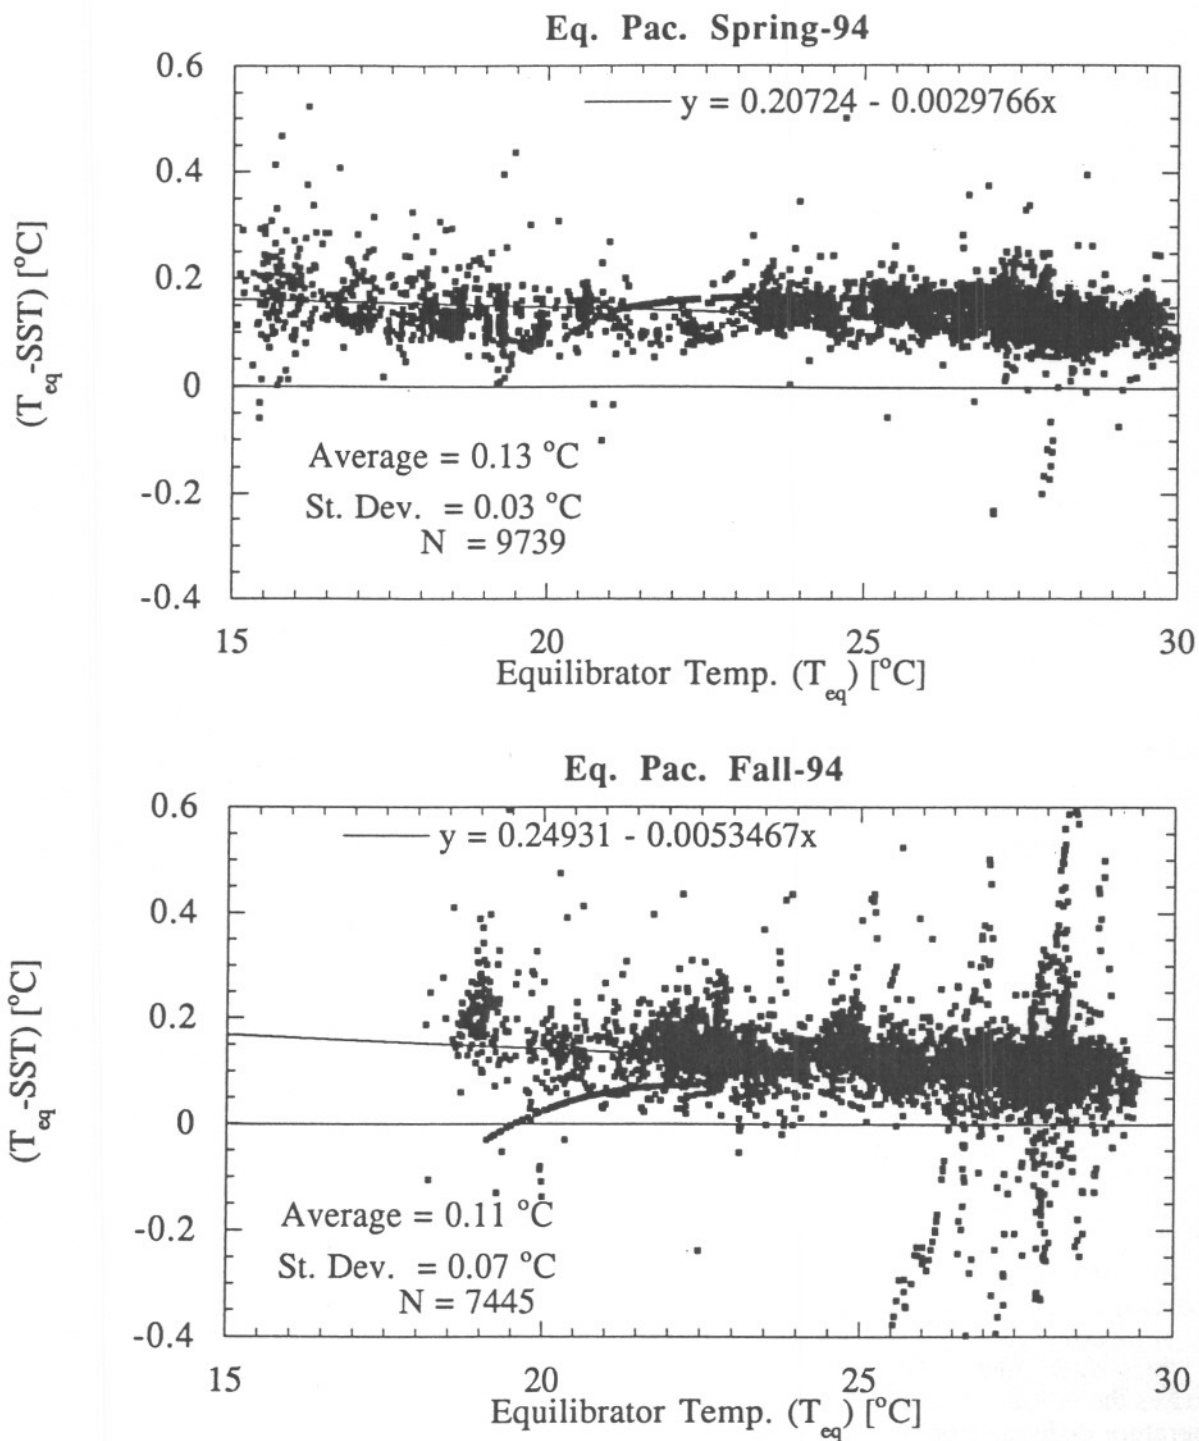 Eq. Pac. Spring-94
0.6
y = 0.20724 - 0.0029766x
0.4
0.2
(Teq-SST) [°C]
0
Average = 0.13 °C
St. Dev. = 0.03 °C
N = 9739
-0.2
-0.4
15 20 25 30
Equilibrator Temp. (Teq) [°C]
Eq. Pac. Fall-94
0.6
y = 0.24931 - 0.0053467x
0.4
0.2
(Teq-SST) [°C]
0
Average = 0.11 °C
St. Dev. = 0.07 °C
N = 7445
-0.2
-0.4
15 20 25 30
Equilibrator Temp. (Teq) [°C]